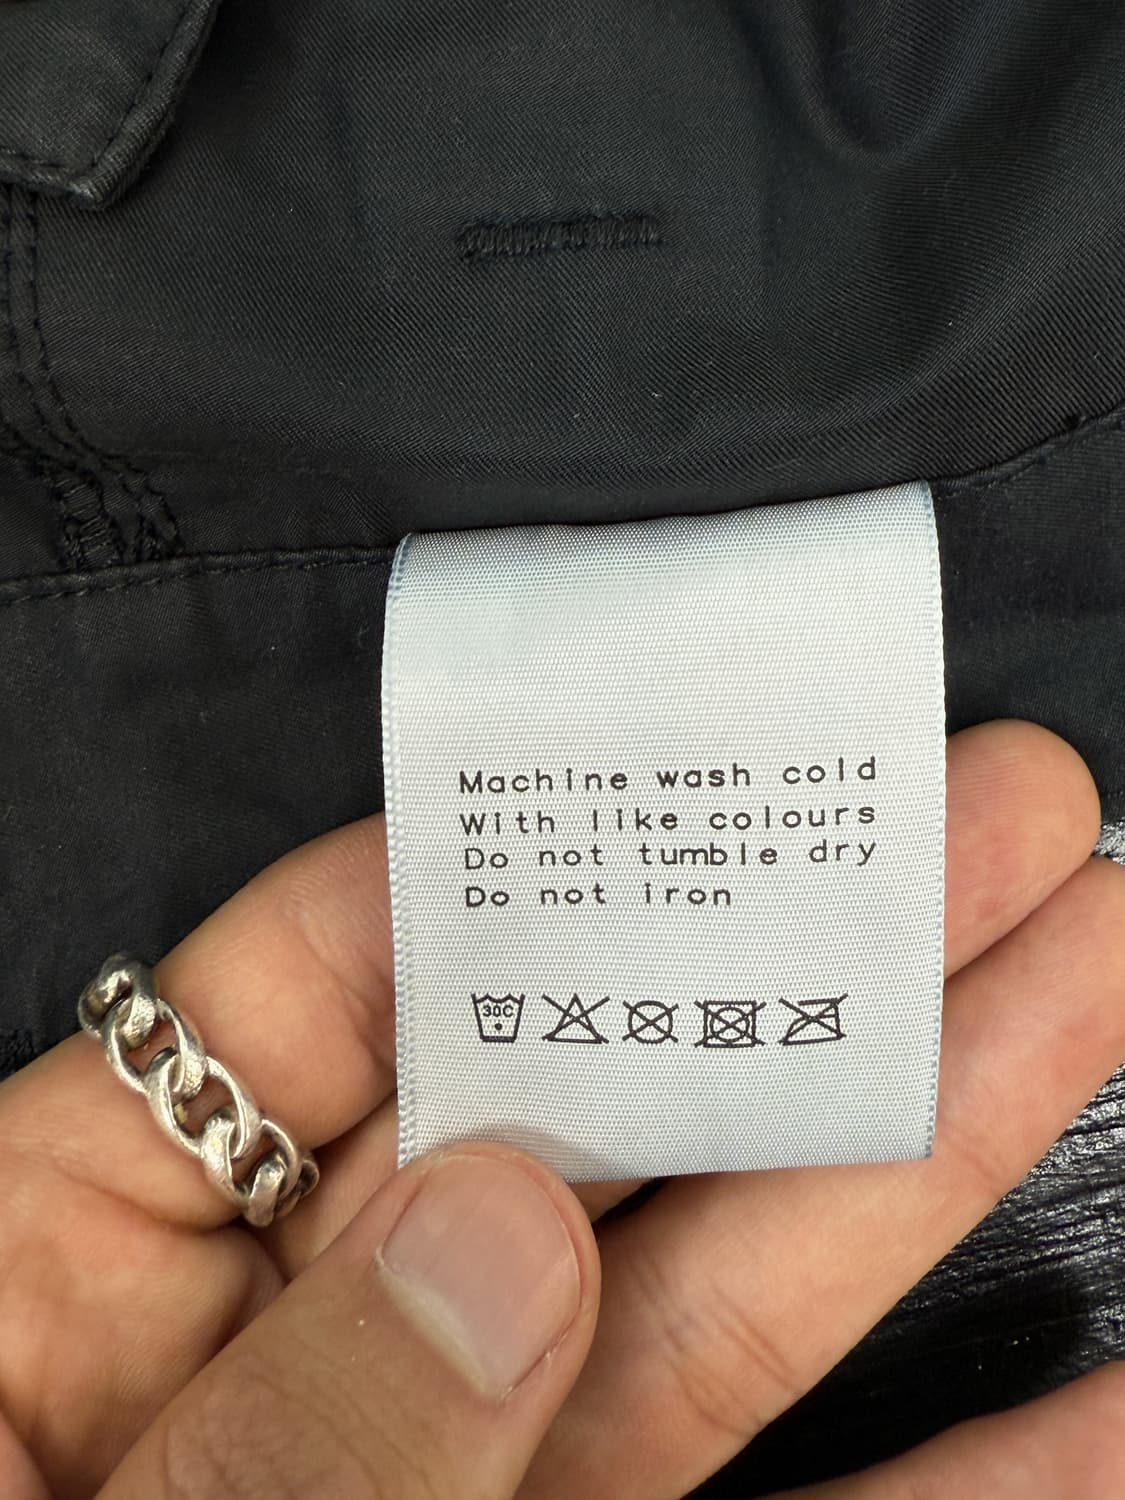 Machine wash cold
With like colours
Do not tumble dry
Do not iron
30C